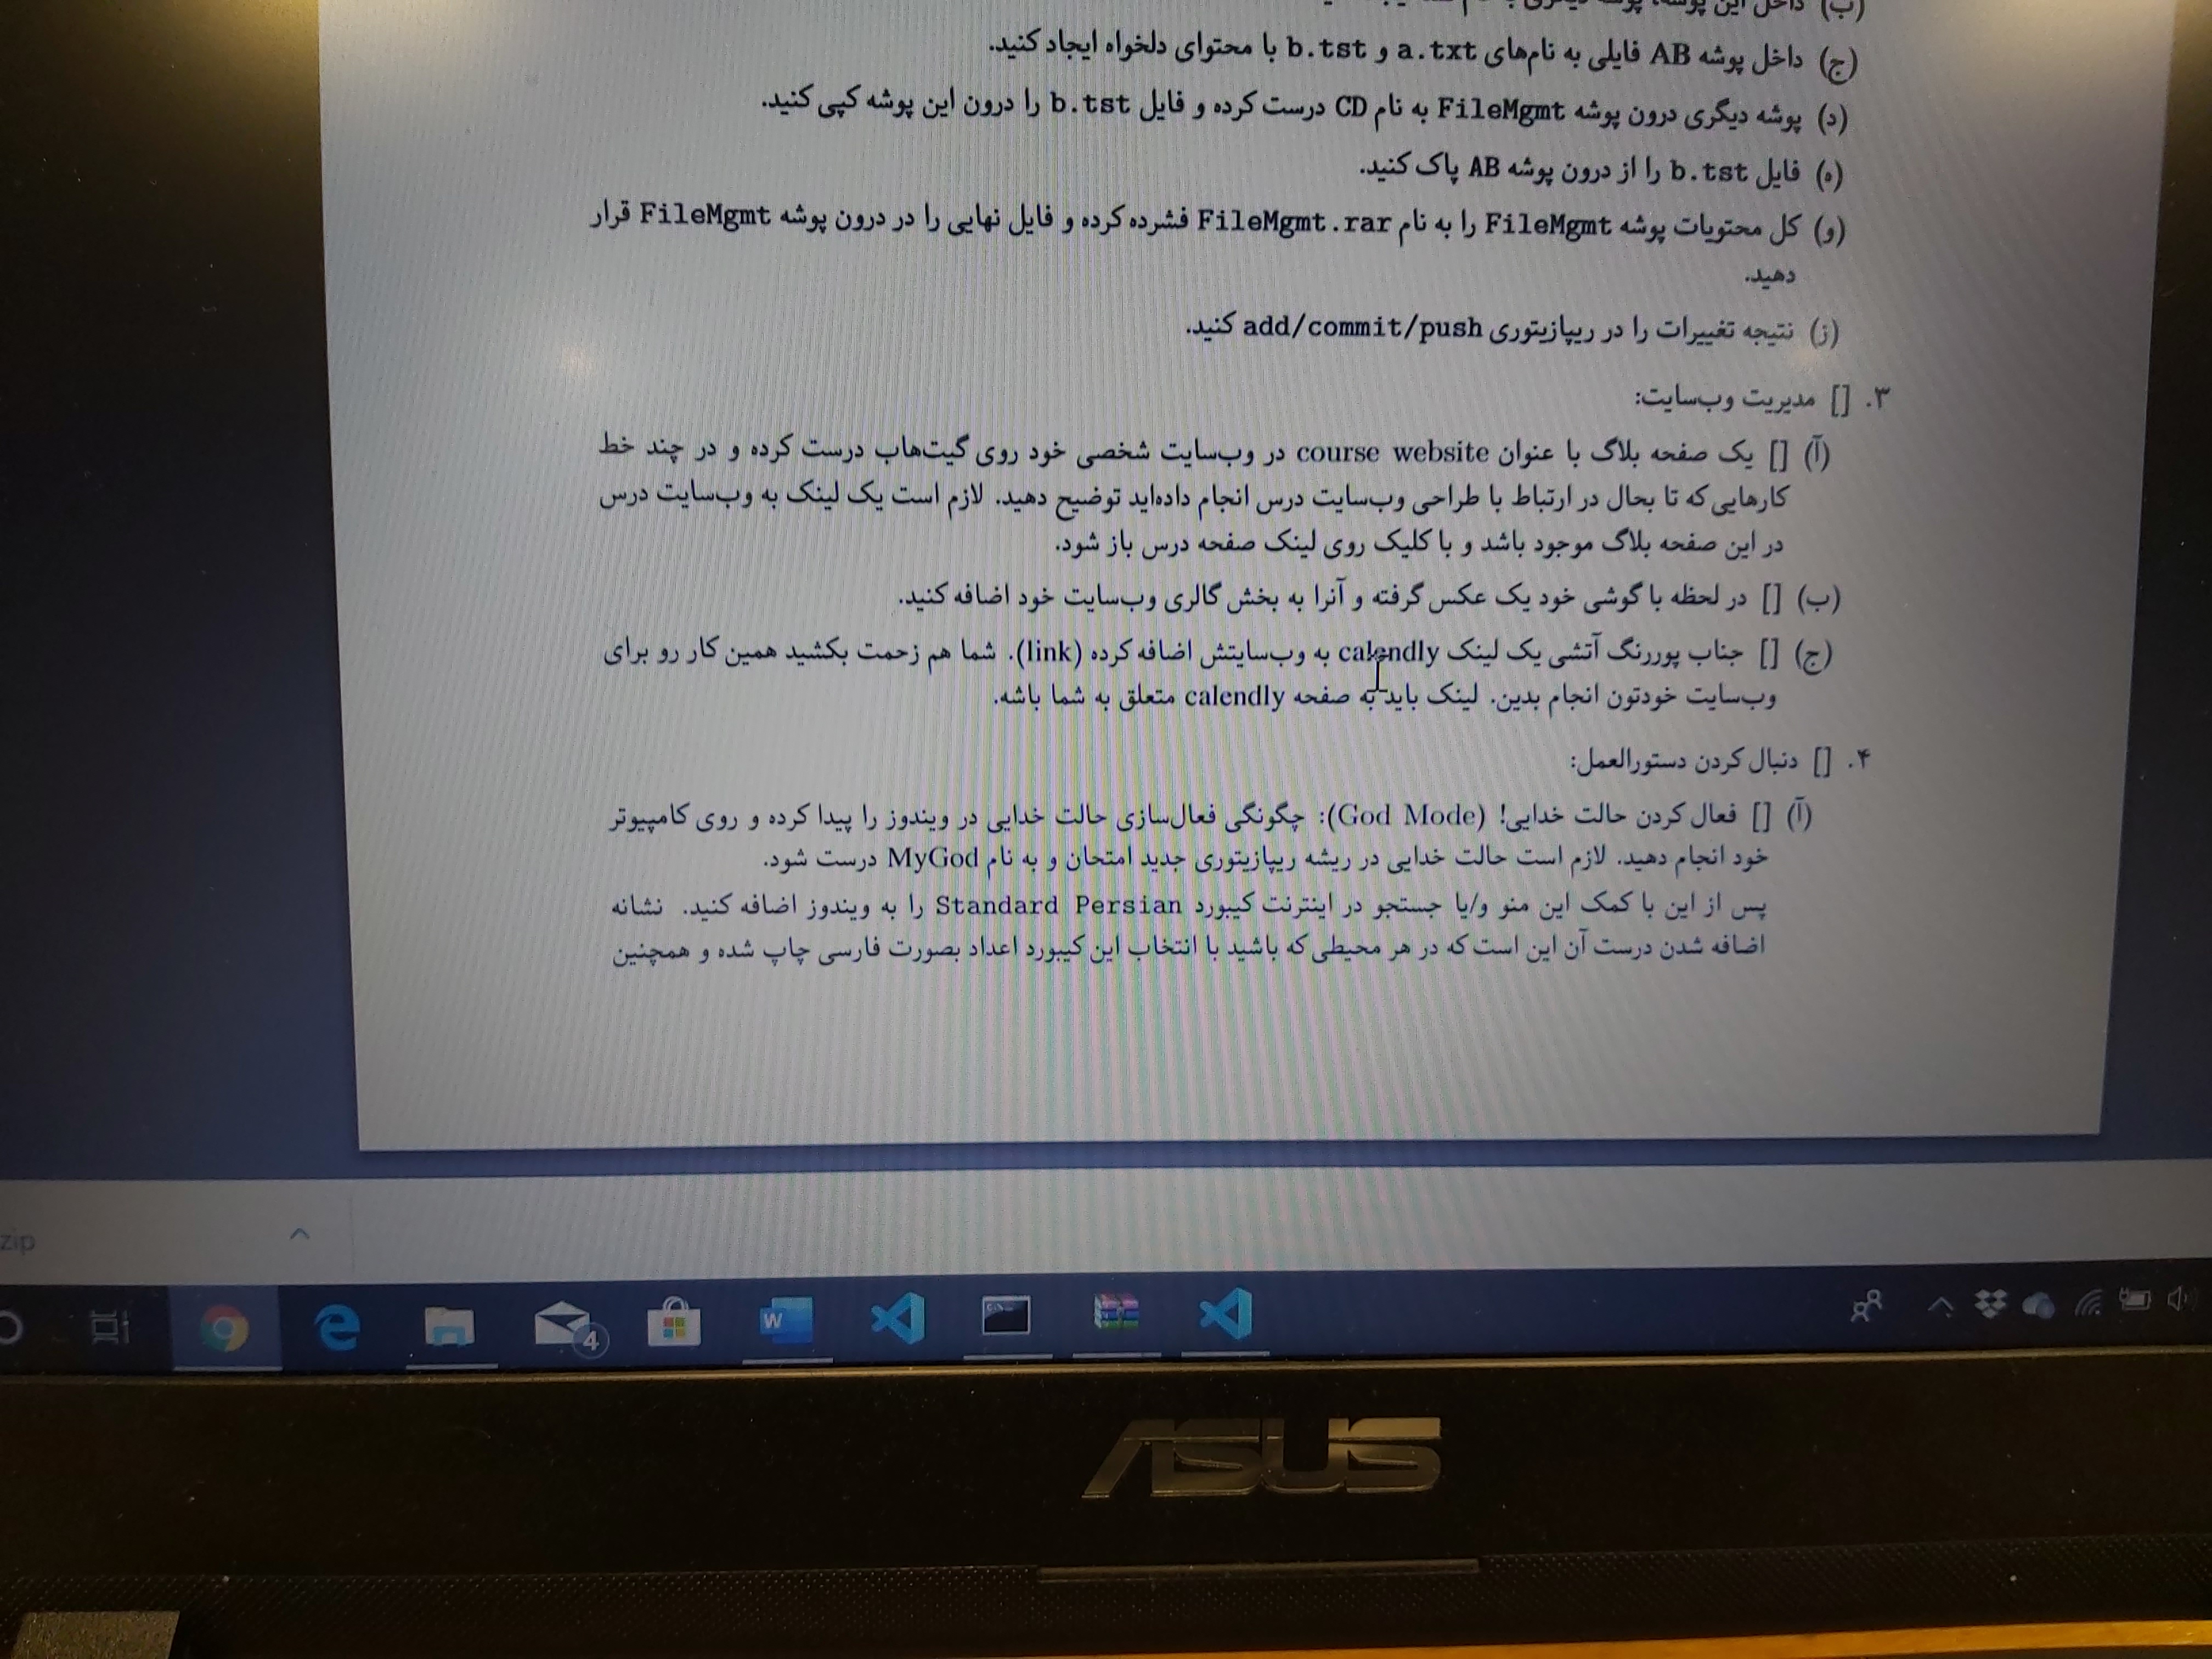 (ب) داخل این پوشه، پوشه دیگری با نام
(ج) داخل پوشه AB فایلی به نام‌های a.txt و b.tst با محتوای دلخواه ایجاد کنید.
(د) پوشه دیگری درون پوشه FileMgmt به نام CD درست کرده و فایل b.tst را درون این پوشه کپی کنید.
(ه) فایل b.tst را از درون پوشه AB پاک کنید.
(و) کل محتویات پوشه FileMgmt را به نام FileMgmt.rar فشرده کرده و فایل نهایی را در درون پوشه FileMgmt قرار
دهید.
(ز) نتیجه تغییرات را در ریپازیتوری add/commit/push کنید.
۳. [] مدیریت وب‌سایت:
(آ) [] یک صفحه بلاگ با عنوان course website در وب‌سایت شخصی خود روی گیت‌هاب درست کرده و در چند خط
کارهایی که تا بحال در ارتباط با طراحی وب‌سایت درس انجام داده‌اید توضیح دهید. لازم است یک لینک به وب‌سایت درس
در این صفحه بلاگ موجود باشد و با کلیک روی لینک صفحه درس باز شود.
(ب) [] در لحظه با گوشی خود یک عکس گرفته و آنرا به بخش گالری وب‌سایت خود اضافه کنید.
(ج) [] جناب پوررنگ آتشی یک لینک calendly به وب‌سایتش اضافه کرده (link). شما هم زحمت بکشید همین کار رو برای
وب‌سایت خودتون انجام بدین. لینک باید به صفحه calendly متعلق به شما باشه.
۴. [] دنبال کردن دستورالعمل:
(آ) [] فعال کردن حالت خدایی! (God Mode): چگونگی فعال‌سازی حالت خدایی در ویندوز را پیدا کرده و روی کامپیوتر
خود انجام دهید. لازم است حالت خدایی در ریشه ریپازیتوری جدید امتحان و به نام MyGod درست شود.
پس از این با کمک این منو و/یا جستجو در اینترنت کیبورد Standard Persian را به ویندوز اضافه کنید. نشانه
اضافه شدن درست آن این است که در هر محیطی که باشید با انتخاب این کیبورد اعداد بصورت فارسی چاپ شده و همچنین
zip
4
W
ASUS